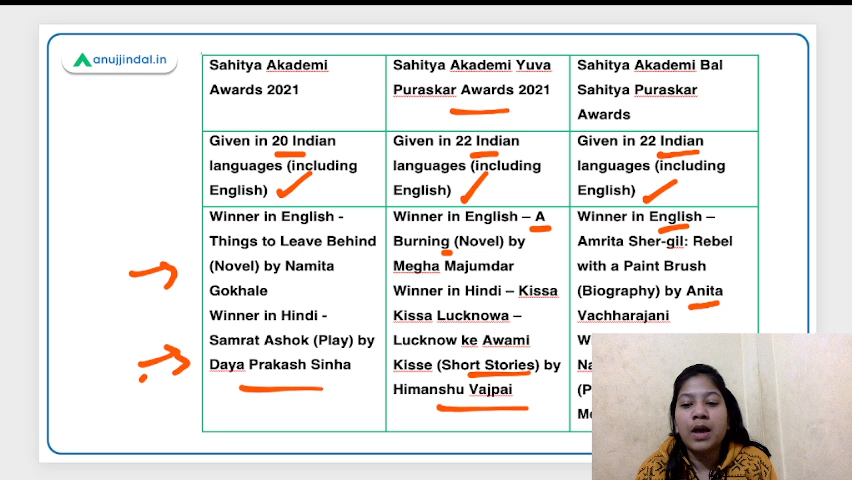 anujjindal.in
Sahitya Akademi
Awards 2021
Sahitya Akademi Yuva
Puraskar Awards 2021
Sahitya Akademi Bal
Sahitya Puraskar
Awards
Given in 20 Indian
languages (including
English)
Given in 22 Indian
languages (including
English)
Given in 22 Indian
languages (including
English)
Winner in English -
Things to Leave Behind
(Novel) by Namita
Gokhale
Winner in Hindi -
Samrat Ashok (Play) by
Daya Prakash Sinha
Winner in English – A
Burning (Novel) by
Megha Majumdar
Winner in Hindi – Kissa
Kissa Lucknowa –
Lucknow ke Awami
Kisse (Short Stories) by
Himanshu Vajpai
Winner in English –
Amrita Sher-gil: Rebel
with a Paint Brush
(Biography) by Anita
Vachharajani